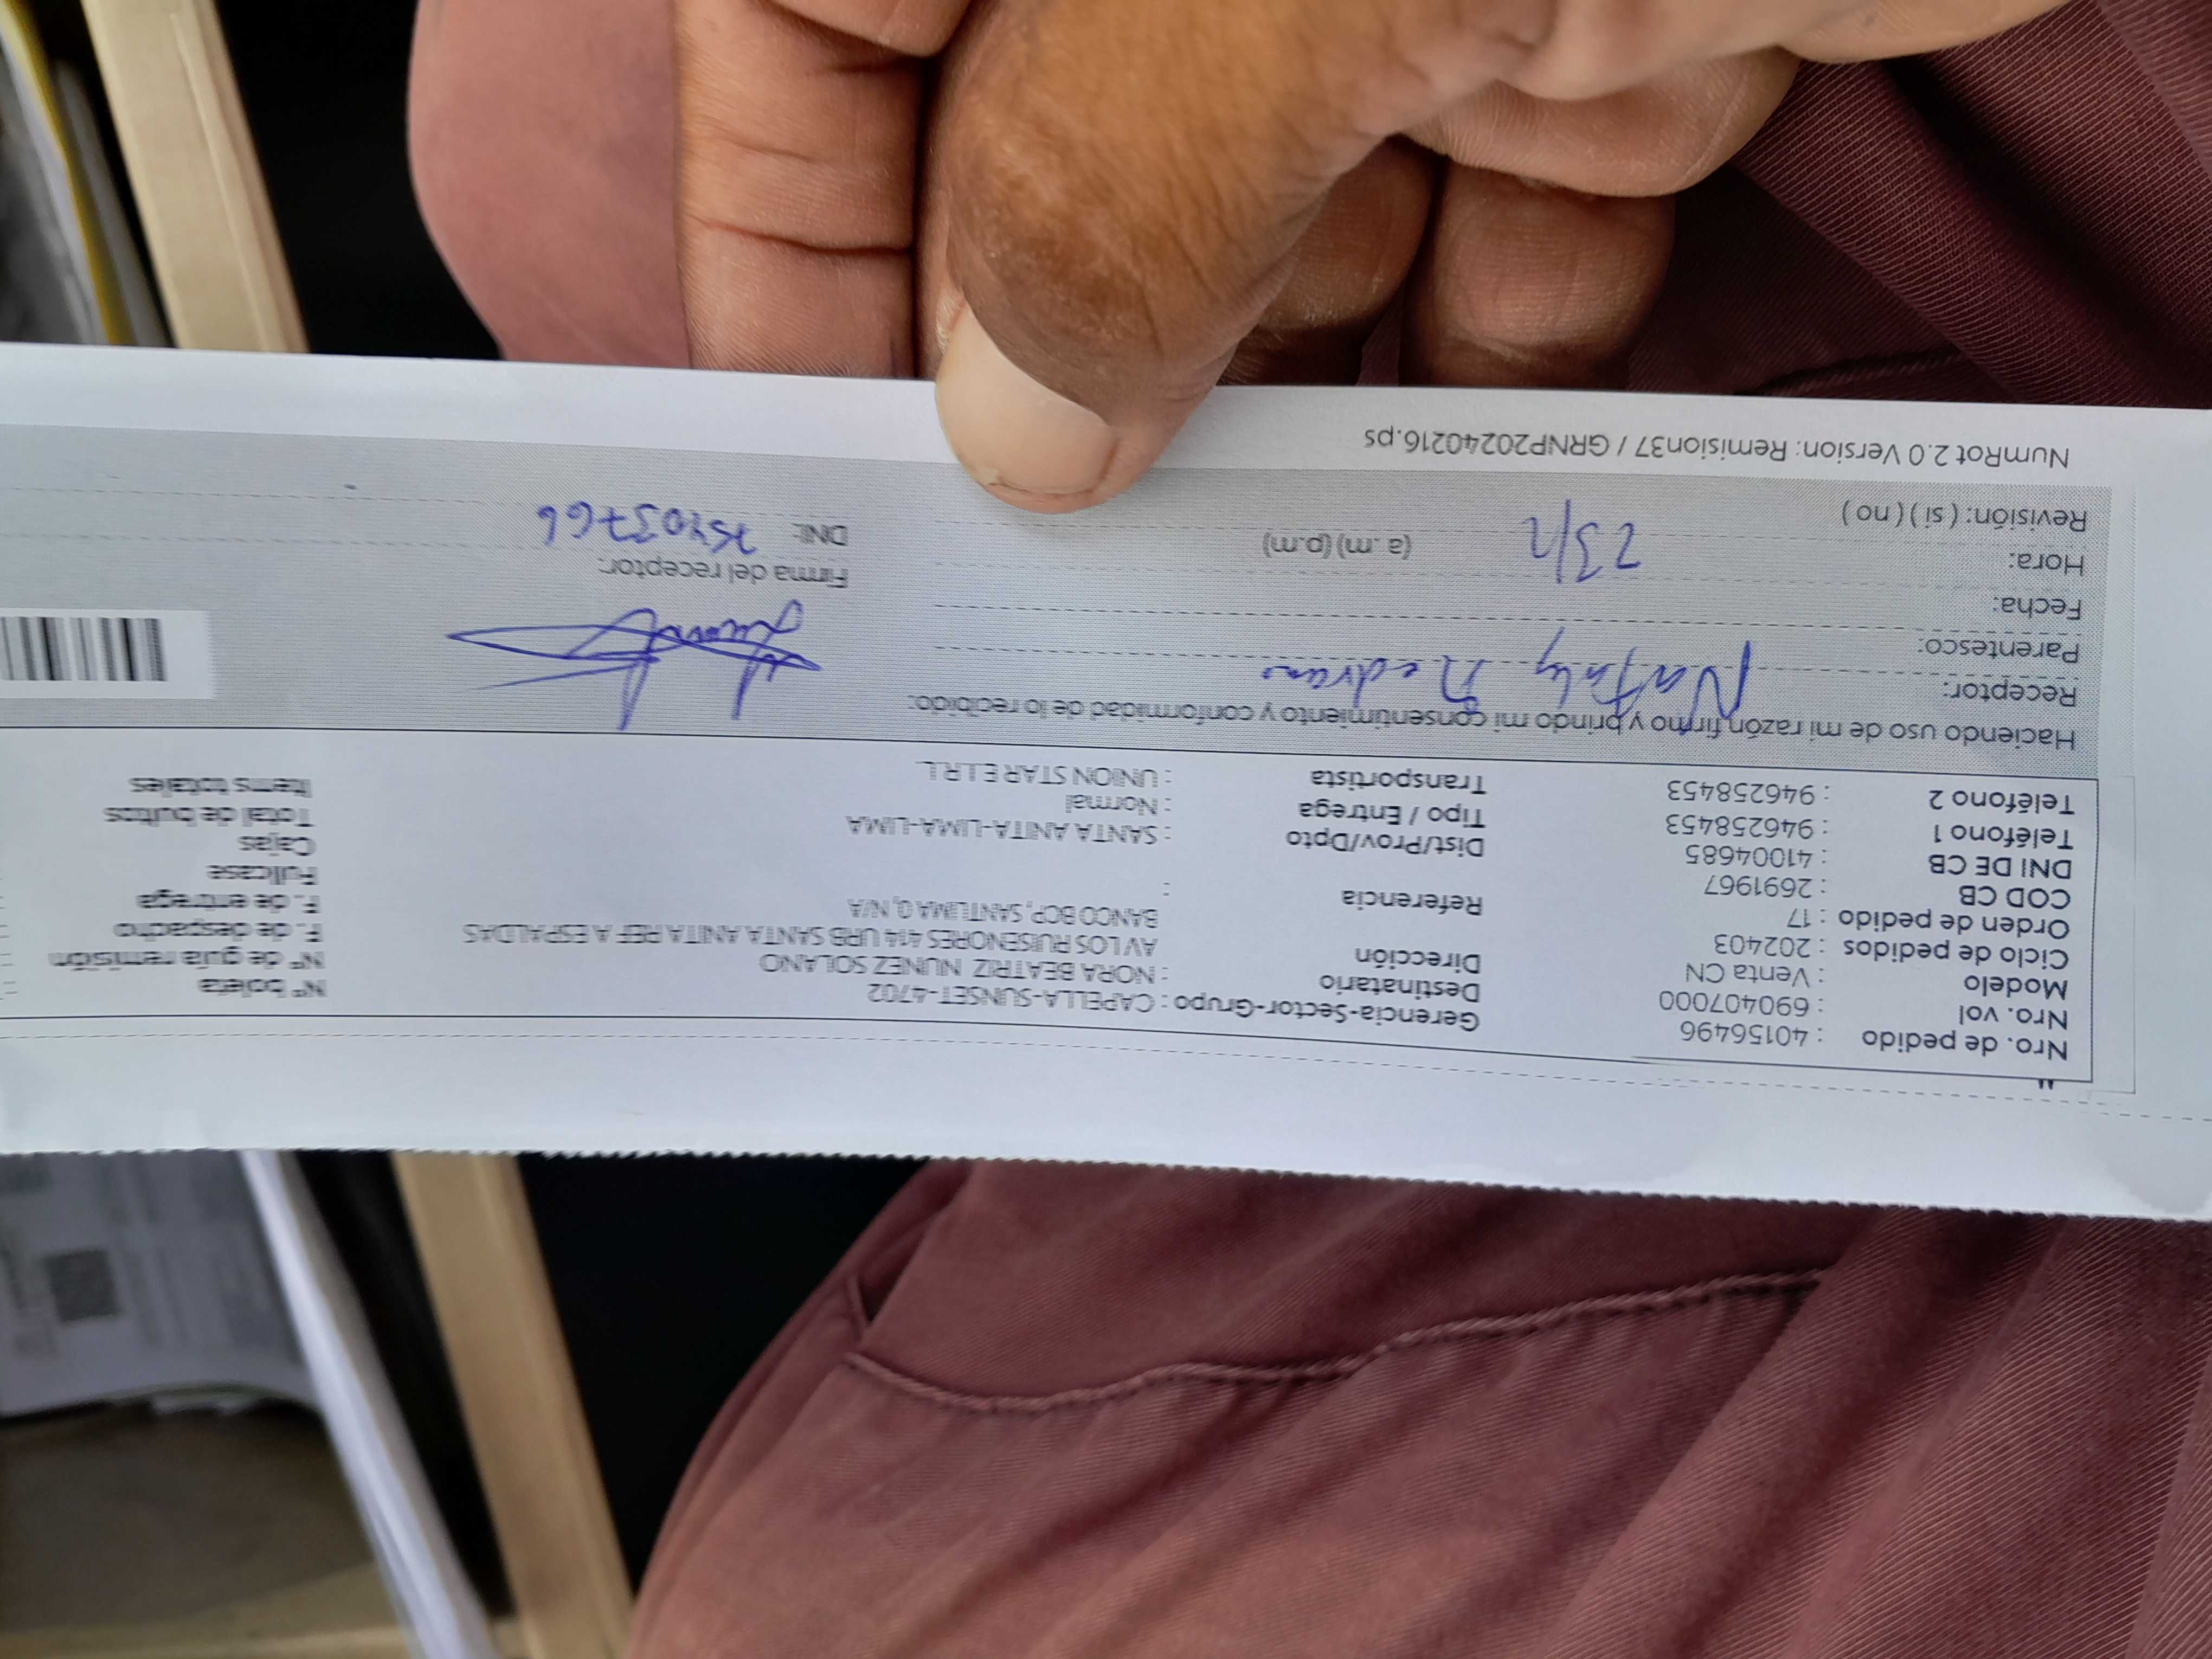 Nro. de pedido : 40156496
Nro. vol : 690407000
Modelo : Venta CN
Ciclo de pedidos : 202403
Orden de pedido : 17
COD CB : 2691967
DNI DE CB : 41004685
Teléfono 1 : 946258453
Teléfono 2 : 946258453
Gerencia-Sector-Grupo : CAPELLA-SUNSET-4702
Destinatario : NORA BEATRIZ NUNEZ SOLANO
Dirección AV LOS RUISENORES 414 URB SANTA ANITA REF A ESPALDAS
BANCO BCP, SANTLIMA 0, N/A
Referencia :
Dist/Prov/Dpto : SANTA ANITA-LIMA-LIMA
Tipo / Entrega : Normal
Transportista : UNION STAR E.I.R.L.
Nº boleta :
Nº de guía remisión :
F. de despacho :
F. de entrega :
Fullcase
Cajas
Total de bultos
Items totales
Haciendo uso de mi razón firmo y brindo mi consentimiento y conformidad de lo recibido:
Receptor: Nataly Medrano
Parentesco:
Fecha:
Hora: 23/2 (a.m) (p.m)
Revisión: ( si ) ( no )
Firma del receptor:
DNI: 75403766
NumRot 2.0 Version: Remision37 / GRNP20240216.ps